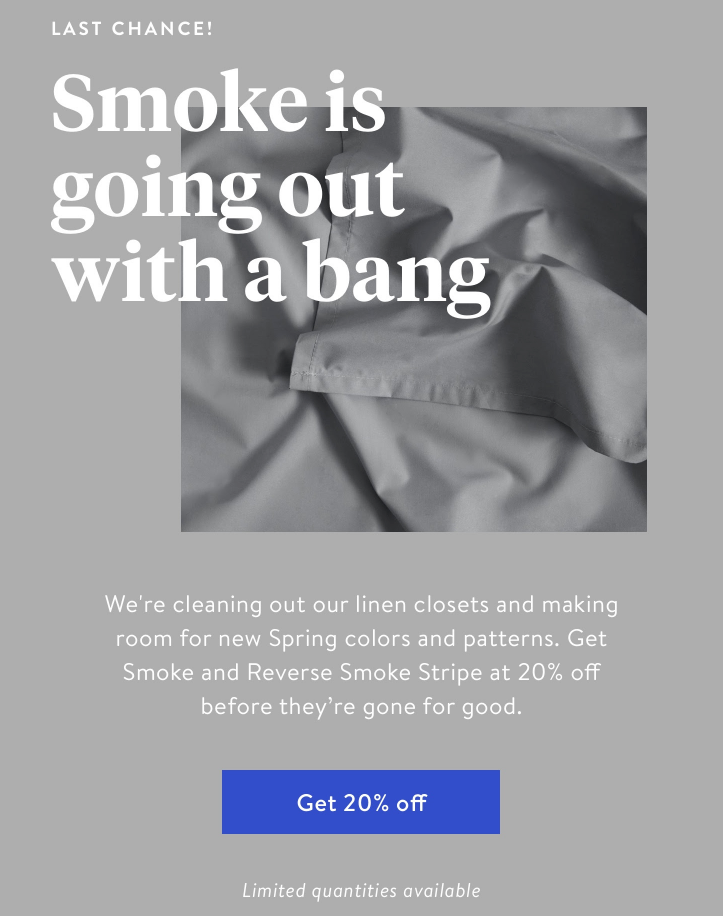 LAST CHANCE!
Smoke is
going out
with a bang
We're cleaning out our linen closets and making
room for new Spring colors and patterns. Get
Smoke and Reverse Smoke Stripe at 20% off
before they’re gone for good.
Get 20% off
Limited quantities available